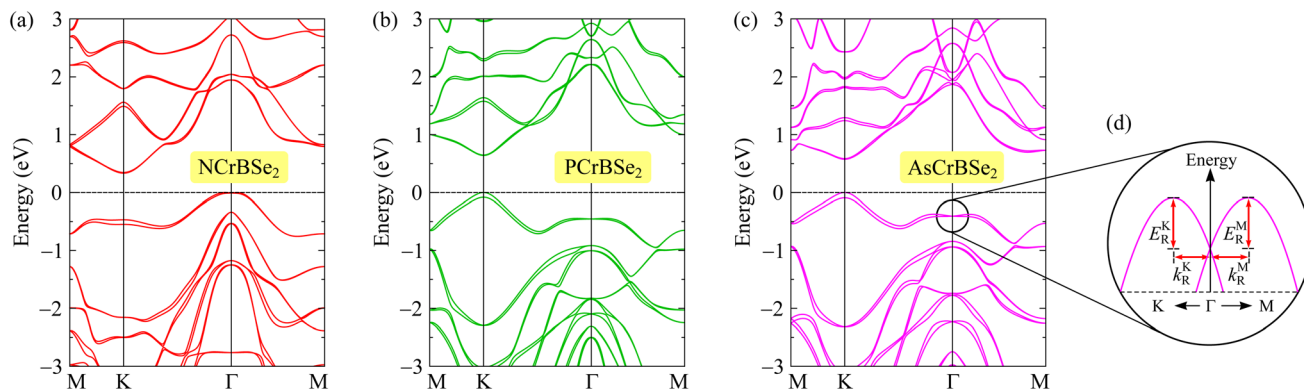 (a)
3
2
1
0
−1
−2
−3
Energy (eV)
NCrBSe2
M K Γ M
(b)
3
2
1
0
−1
−2
−3
Energy (eV)
PCrBSe2
M K Γ M
(c)
3
2
1
0
−1
−2
−3
Energy (eV)
AsCrBSe2
M K Γ M
(d)
Energy
E_R^K E_R^M
k_R^K k_R^M
K Γ M